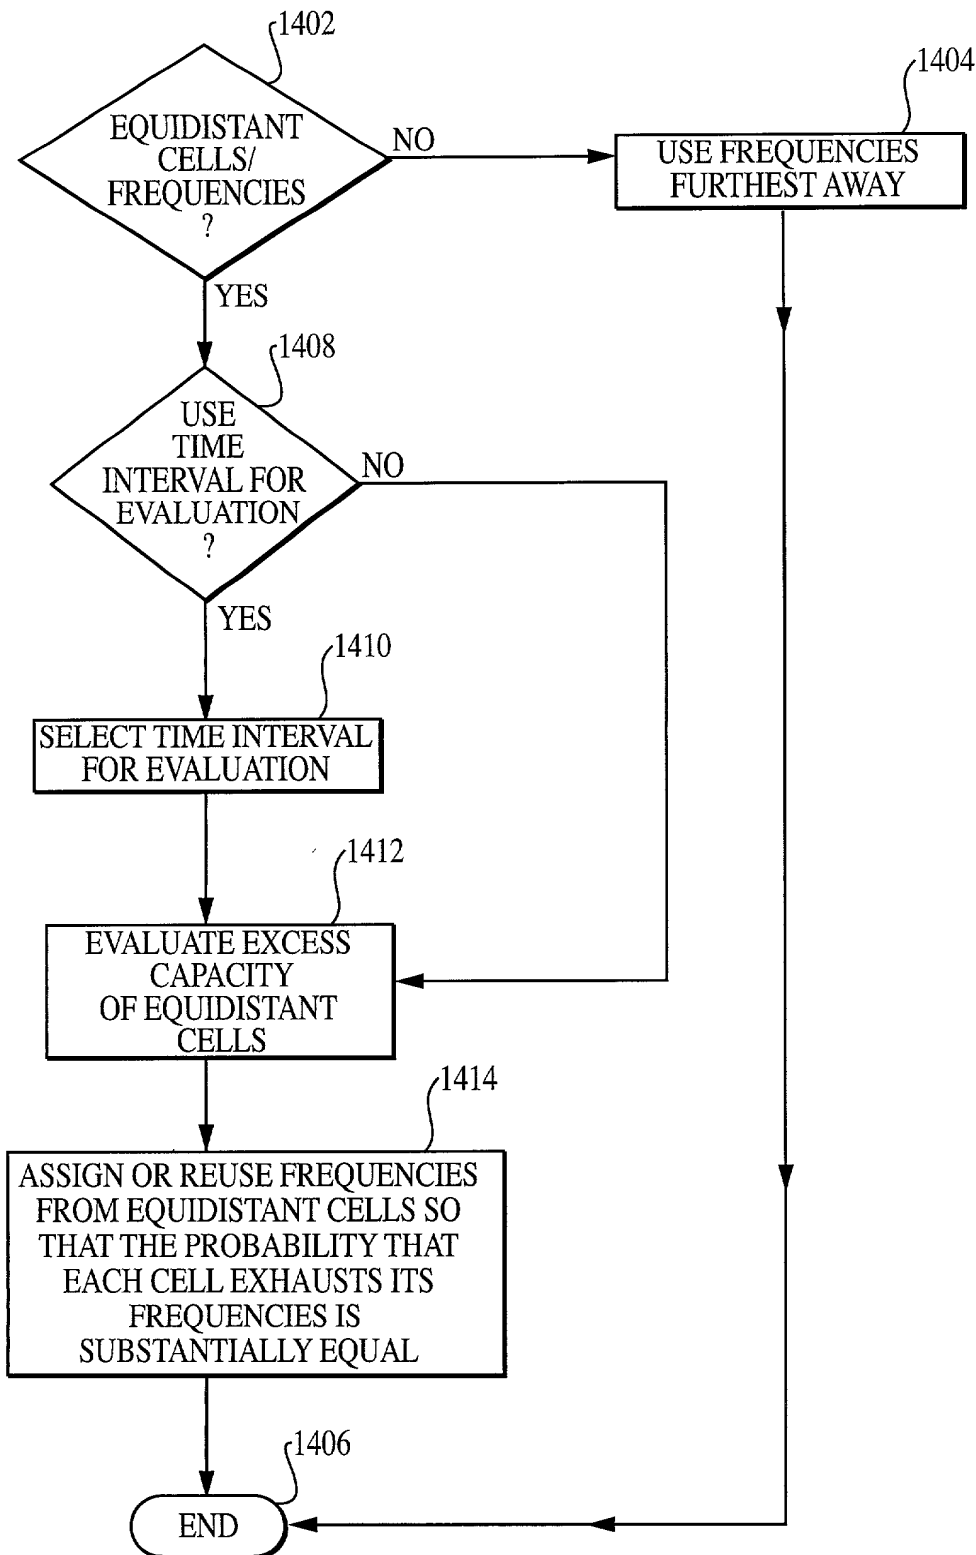 1402
EQUIDISTANT
CELLS/
FREQUENCIES
?
NO
1404
USE FREQUENCIES
FURTHEST AWAY
YES
1408
USE
TIME
INTERVAL FOR
EVALUATION
?
NO
YES
1410
SELECT TIME INTERVAL
FOR EVALUATION
1412
EVALUATE EXCESS
CAPACITY
OF EQUIDISTANT
CELLS
1414
ASSIGN OR REUSE FREQUENCIES
FROM EQUIDISTANT CELLS SO
THAT THE PROBABILITY THAT
EACH CELL EXHAUSTS ITS
FREQUENCIES IS
SUBSTANTIALLY EQUAL
1406
END